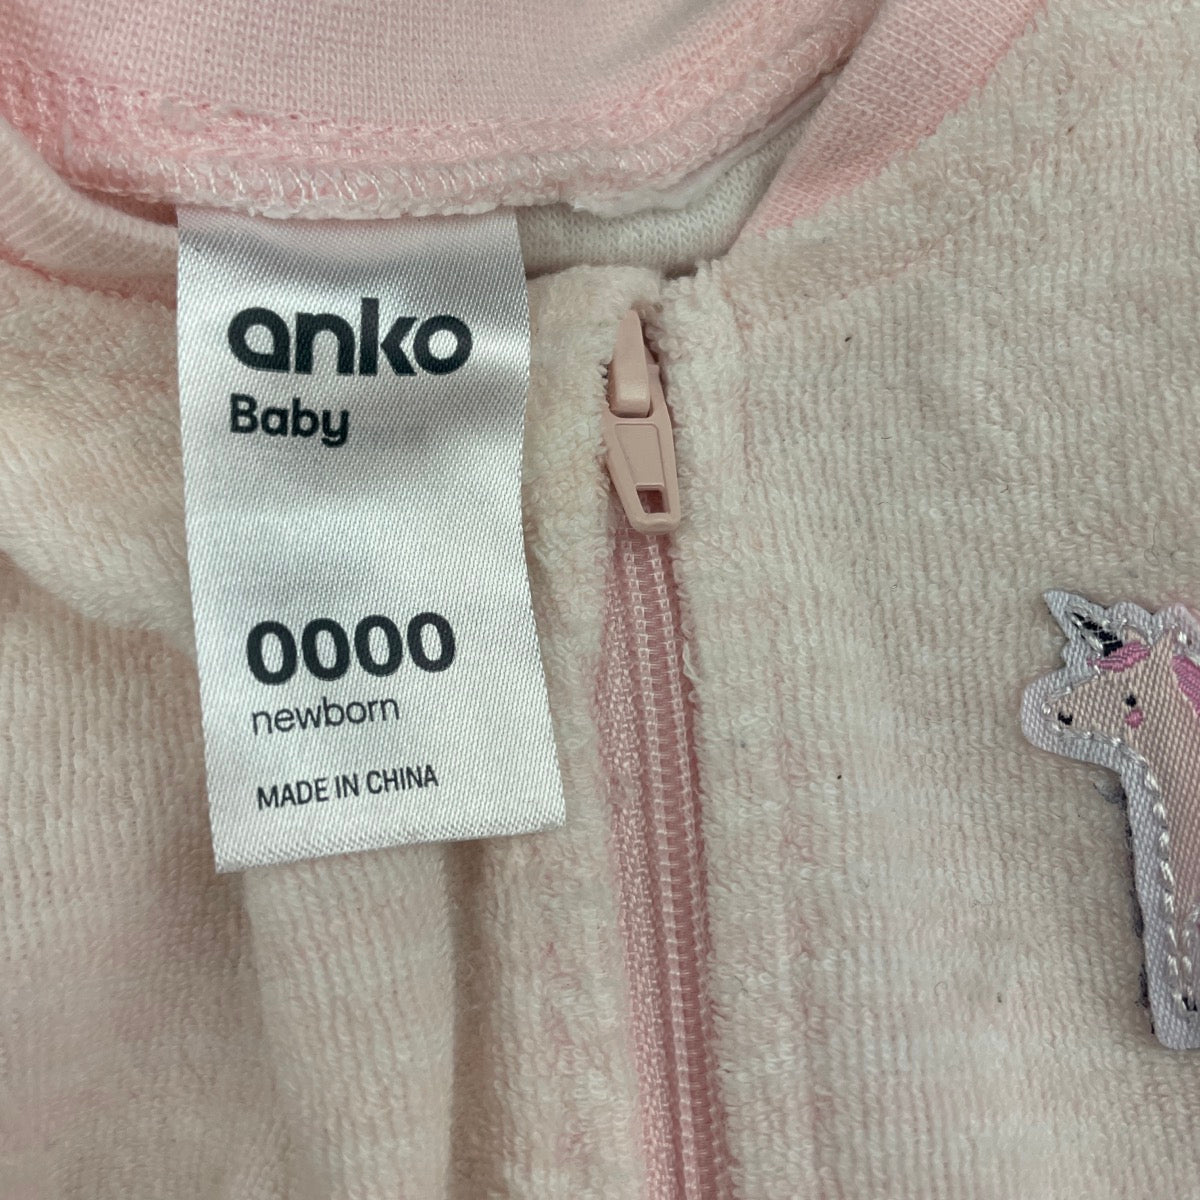 anko
Baby
0000
newborn
MADE IN CHINA